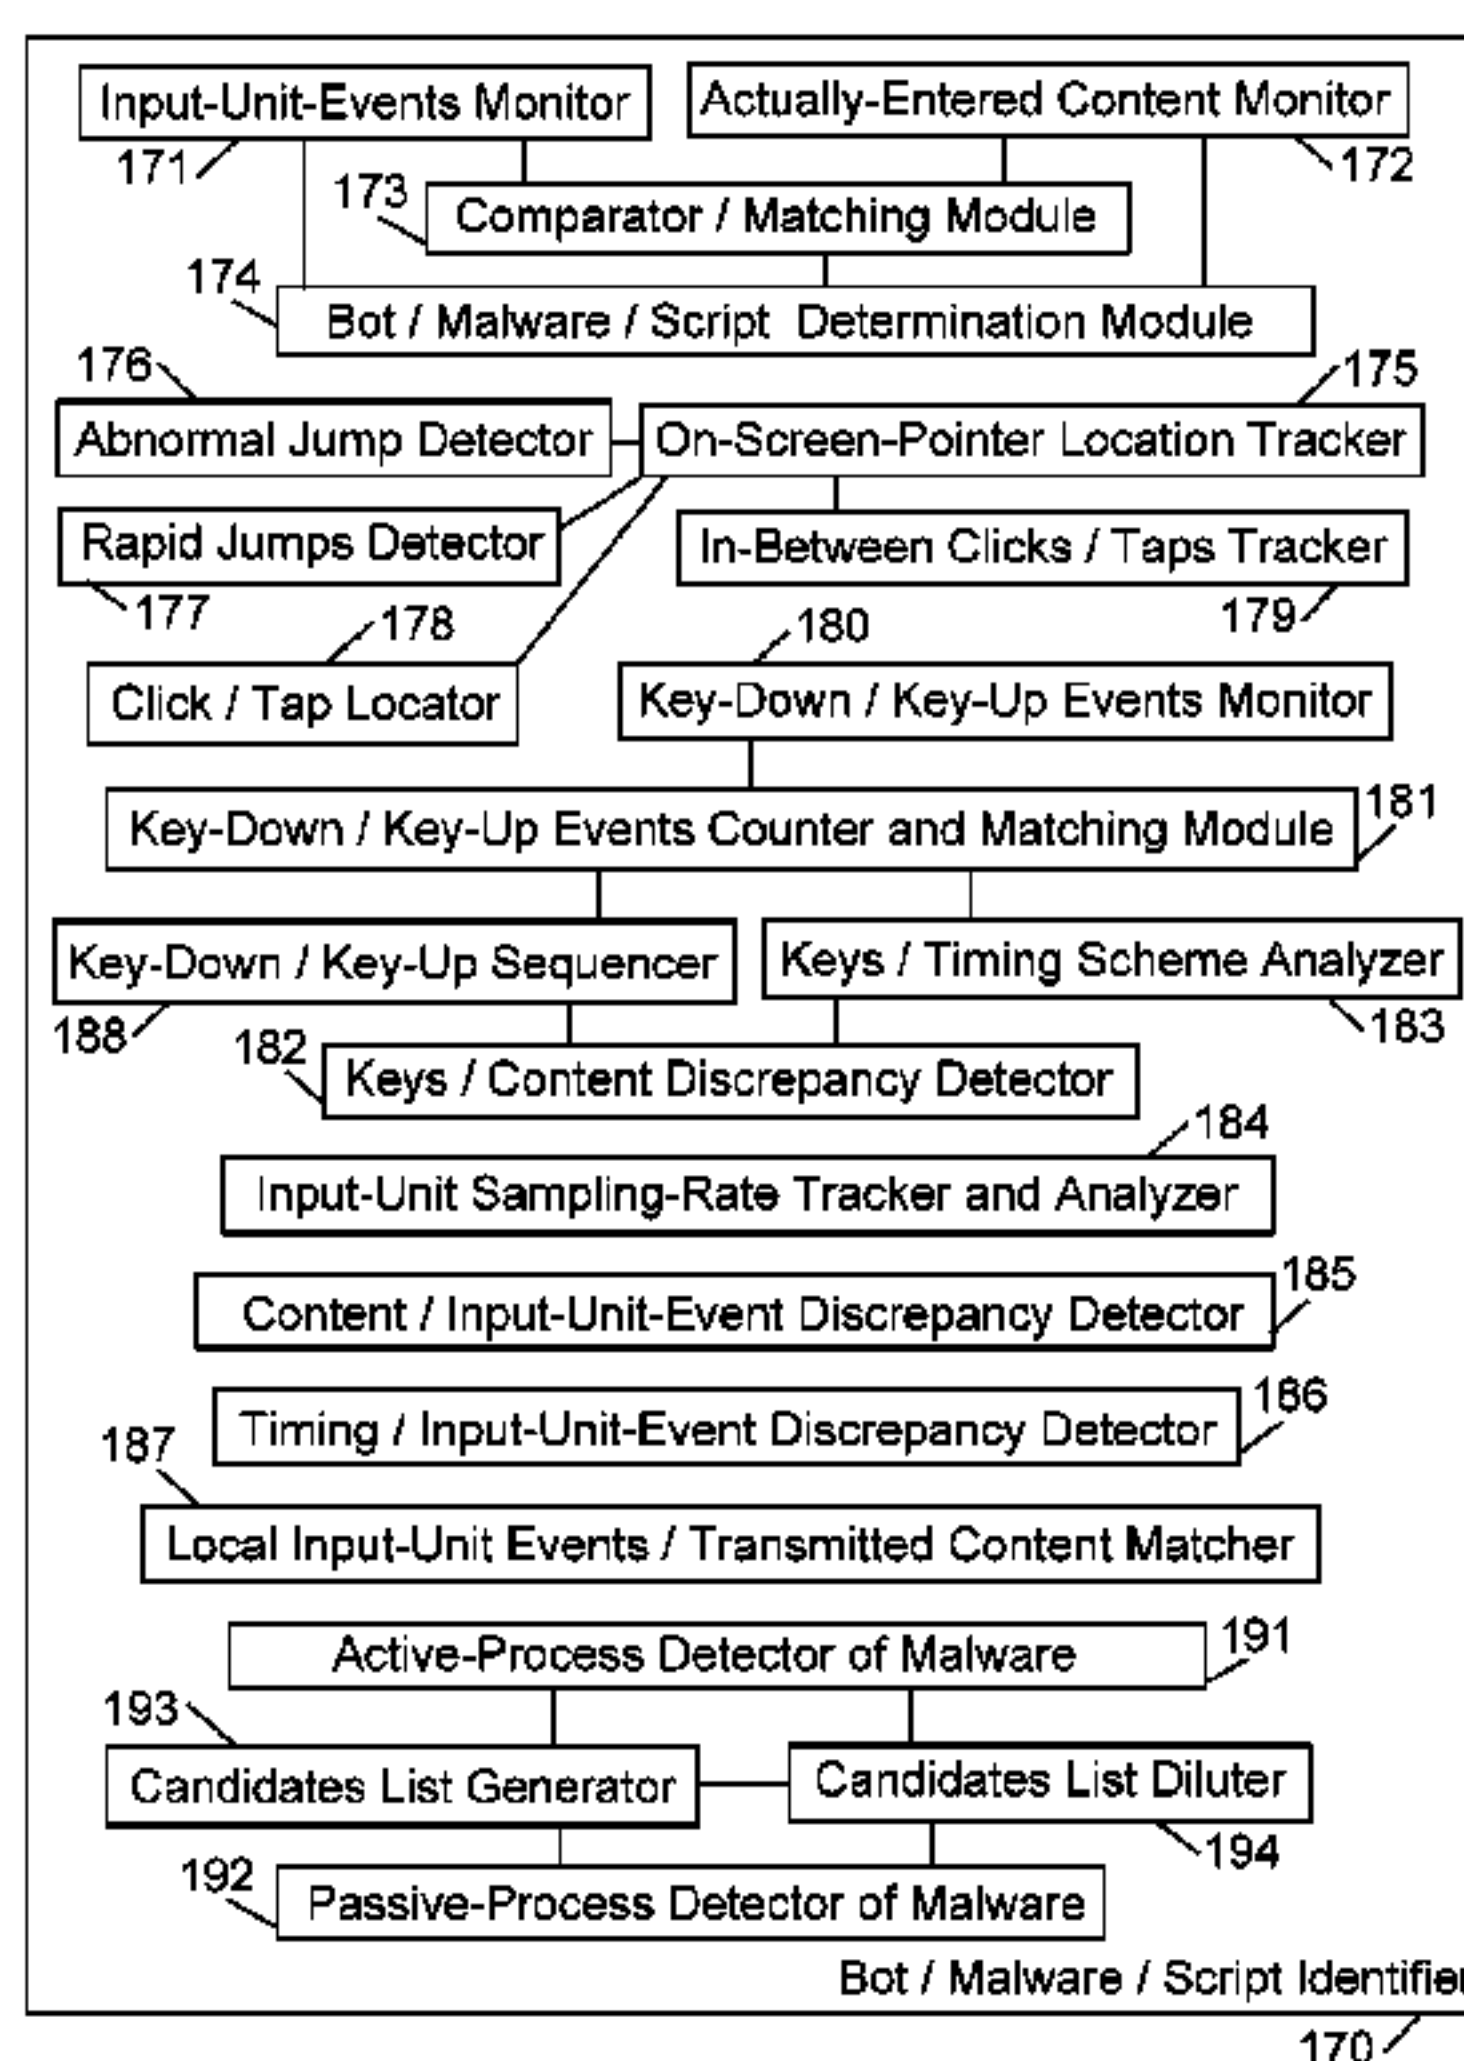 Input-Unit-Events Monitor
Actually-Entered Content Monitor
171
172
173
Comparator / Matching Module
174
Bot / Malware / Script Determination Module
176
175
Abnormal Jump Detector
On-Screen-Pointer Location Tracker
Rapid Jumps Detector
In-Between Clicks / Taps Tracker
177
178
179
180
Click / Tap Locator
Key-Down / Key-Up Events Monitor
181
Key-Down / Key-Up Events Counter and Matching Module
Key-Down / Key-Up Sequencer
Keys / Timing Scheme Analyzer
188
183
182
Keys / Content Discrepancy Detector
184
Input-Unit Sampling-Rate Tracker and Analyzer
185
Content / Input-Unit-Event Discrepancy Detector
186
Timing / Input-Unit-Event Discrepancy Detector
187
Local Input-Unit Events / Transmitted Content Matcher
191
Active-Process Detector of Malware
193
Candidates List Generator
Candidates List Diluter
194
192
Passive-Process Detector of Malware
Bot / Malware / Script Identifier
170